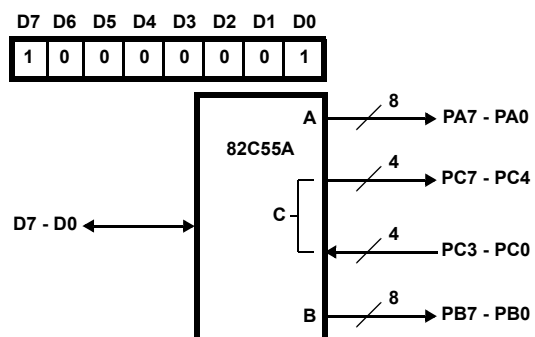 D7 D6 D5 D4 D3 D2 D1 D0
1 0 0 0 0 0 0 1
A 8 PA7 - PA0
82C55A
4 PC7 - PC4
C
D7 - D0
4 PC3 - PC0
B 8 PB7 - PB0